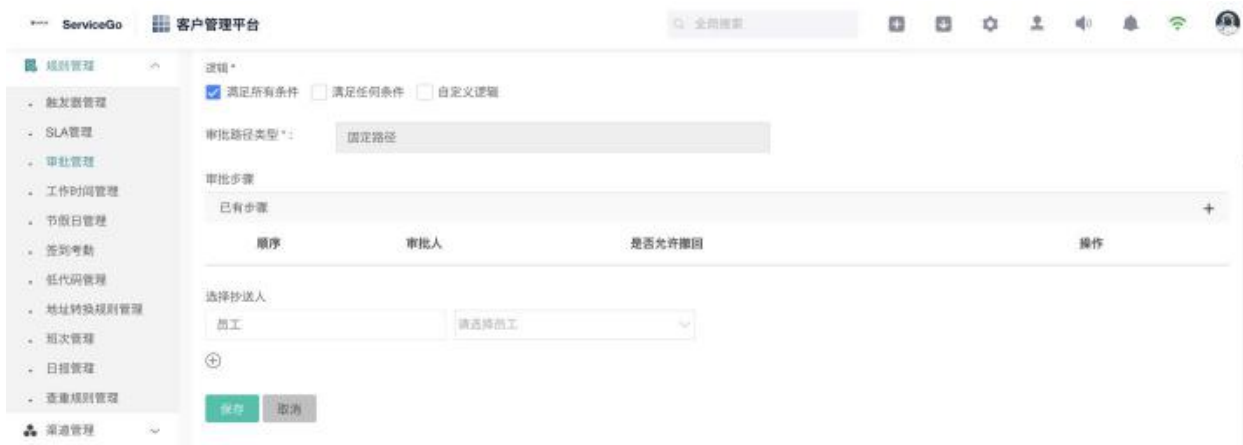 ServiceGo 客户管理平台 全局搜索
规则管理
触发器管理
SLA管理
审批管理
工作时间管理
节假日管理
签到考勤
低代码管理
地址转换规则管理
班次管理
日报管理
查重规则管理
渠道管理
逻辑*
满足所有条件 满足任何条件 自定义逻辑
审批路径类型*: 固定路径
审批步骤
已有步骤 +
顺序 审批人 是否允许撤回 操作
选择抄送人
员工 请选择员工
保存 取消